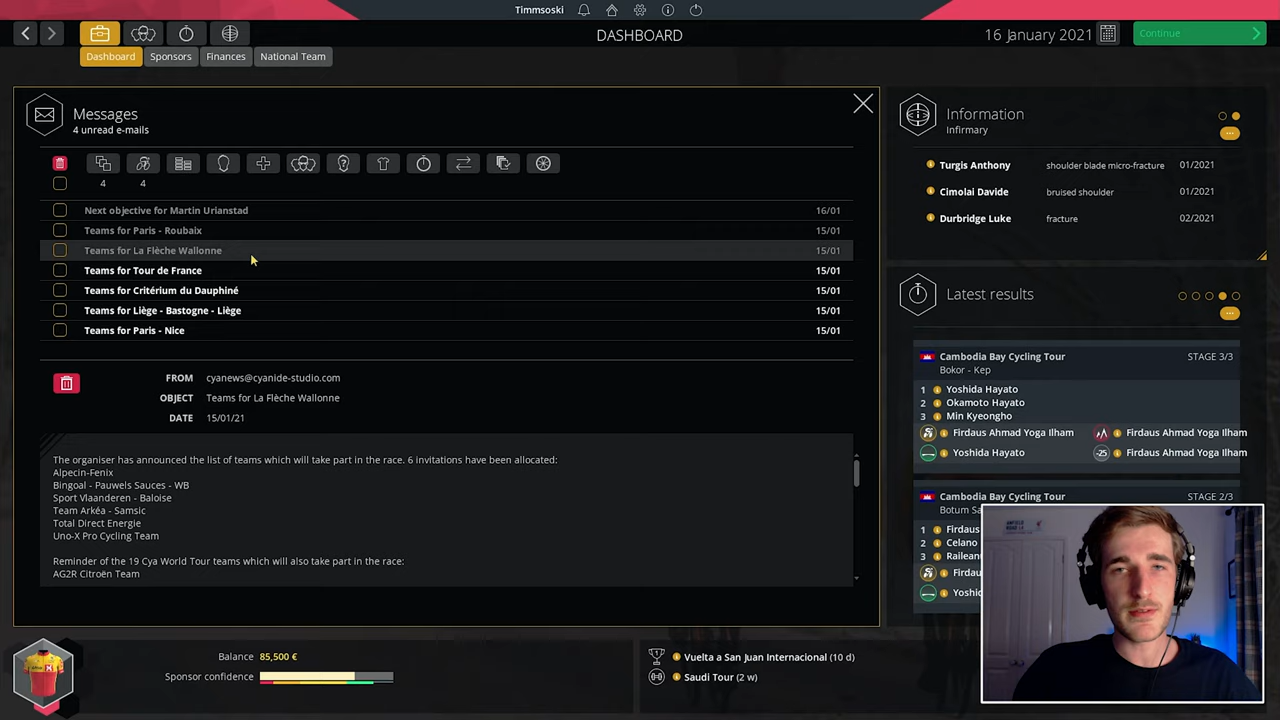 Timmsoski
DASHBOARD
16 January 2021
Continue
Dashboard
Sponsors
Finances
National Team
Messages
4 unread e-mails
4
4
Next objective for Martin Urianstad 16/01
Teams for Paris - Roubaix 15/01
Teams for La Flèche Wallonne 15/01
Teams for Tour de France 15/01
Teams for Critérium du Dauphiné 15/01
Teams for Liège - Bastogne - Liège 15/01
Teams for Paris - Nice 15/01
FROM cyanews@cyanide-studio.com
OBJECT Teams for La Flèche Wallonne
DATE 15/01/21
The organiser has announced the list of teams which will take part in the race. 6 invitations have been allocated:
Alpecin-Fenix
Bingoal - Pauwels Sauces - WB
Sport Vlaanderen - Baloise
Team Arkéa - Samsic
Total Direct Energie
Uno-X Pro Cycling Team
Reminder of the 19 Cya World Tour teams which will also take part in the race:
AG2R Citroën Team
Information
Infirmary
Turgis Anthony shoulder blade micro-fracture 01/2021
Cimolai Davide bruised shoulder 01/2021
Durbridge Luke fracture 02/2021
Latest results
Cambodia Bay Cycling Tour STAGE 3/3
Bokor - Kep
1 Yoshida Hayato
2 Okamoto Hayato
3 Min Kyeongho
Firdaus Ahmad Yoga Ilham Firdaus Ahmad Yoga Ilham
Yoshida Hayato -25 Firdaus Ahmad Yoga Ilham
Cambodia Bay Cycling Tour STAGE 2/3
Botum Sa
1 Firdaus
2 Celano
3 Railean
Firdau
Yoshid
Balance 85,500 €
Sponsor confidence
Vuelta a San Juan Internacional (10 d)
Saudi Tour (2 w)